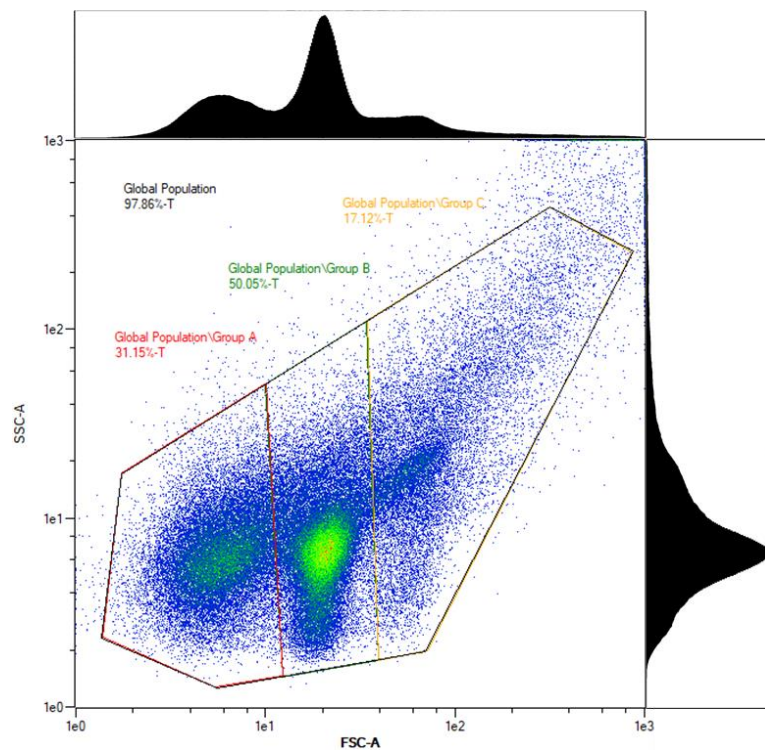 1e3
Global Population
97.86%-T
Global Population\Group C
17.12%-T
Global Population\Group B
50.05%-T
1e2
Global Population\Group A
31.15%-T
SSC-A
1e1
1e0
1e0
1e1
1e2
1e3
FSC-A